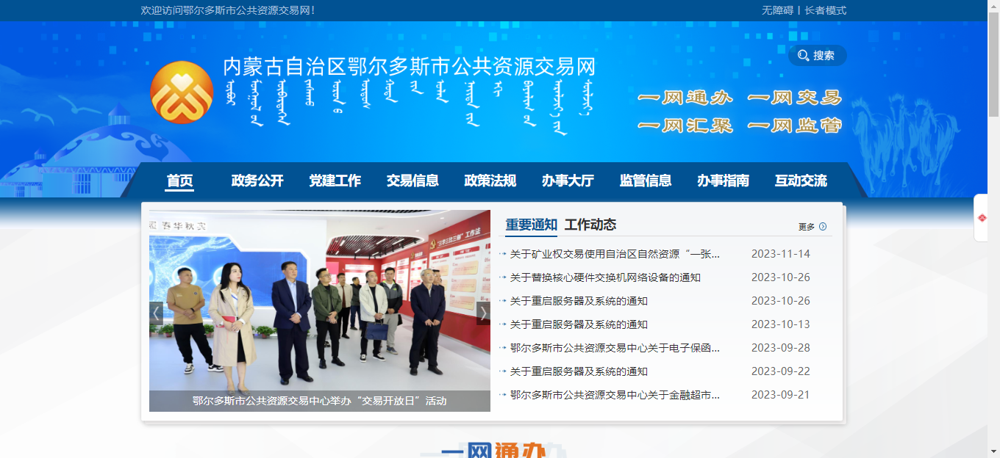 欢迎访问鄂尔多斯市公共资源交易网！
无障碍 | 长者模式
搜索
内蒙古自治区鄂尔多斯市公共资源交易网
一网通办 一网交易
一网汇聚 一网监管
首页 政务公开 党建工作 交易信息 政策法规 办事大厅 监管信息 办事指南 互动交流
春华秋实
“三李三比三创”工作法
鄂尔多斯市公共资源交易中心举办“交易开放日”活动
重要通知 工作动态 更多
关于矿业权交易使用自治区自然资源“一张... 2023-11-14
关于替换核心硬件交换机网络设备的通知 2023-10-26
关于重启服务器及系统的通知 2023-10-26
关于重启服务器及系统的通知 2023-10-13
鄂尔多斯市公共资源交易中心关于电子保函... 2023-09-28
关于重启服务器及系统的通知 2023-09-22
鄂尔多斯市公共资源交易中心关于金融超市... 2023-09-21
一网通办